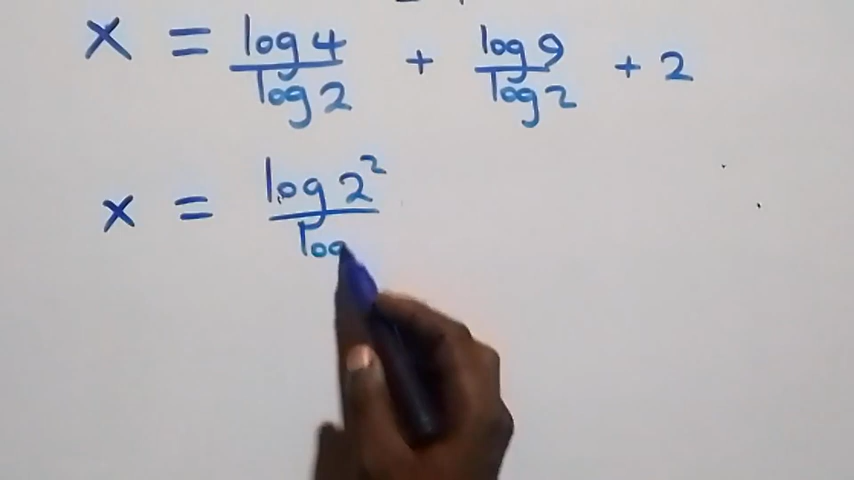 x = log 4 / log 2 + log 9 / log 2 + 2
x = log 2² / log